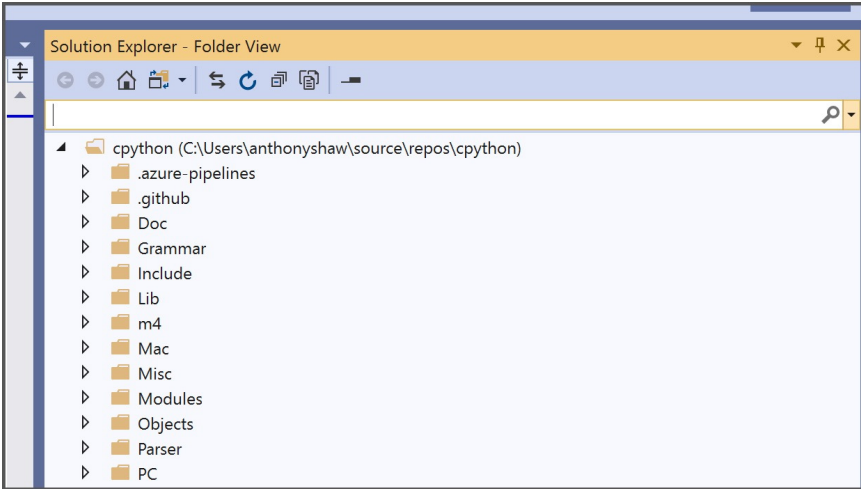 Solution Explorer - Folder View
cpython (C:\Users\anthonyshaw\source\repos\cpython)
.azure-pipelines
.github
Doc
Grammar
Include
Lib
m4
Mac
Misc
Modules
Objects
Parser
PC